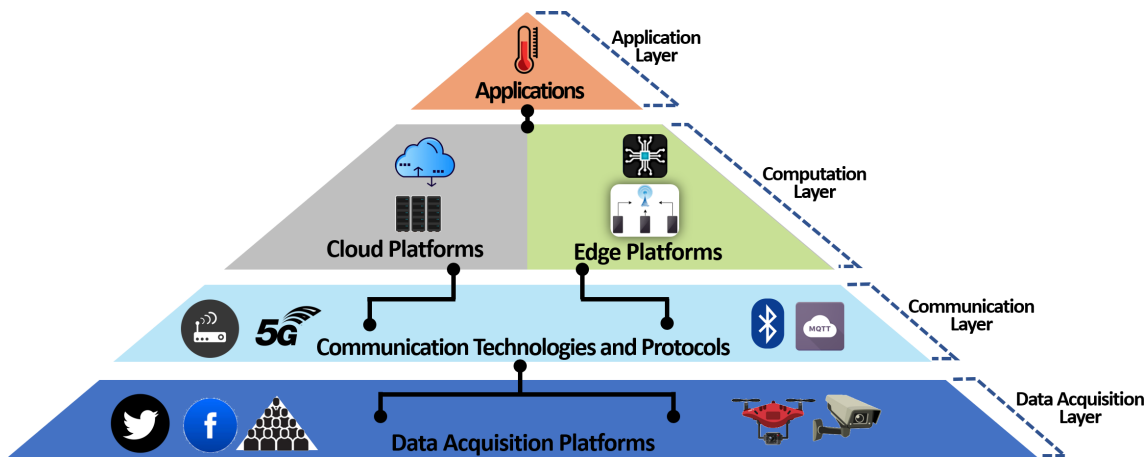 Application
Layer
Applications
Computation
Layer
Cloud Platforms
Edge Platforms
Communication
Layer
5G
MQTT
Communication Technologies and Protocols
Data Acquisition
Layer
f
Data Acquisition Platforms